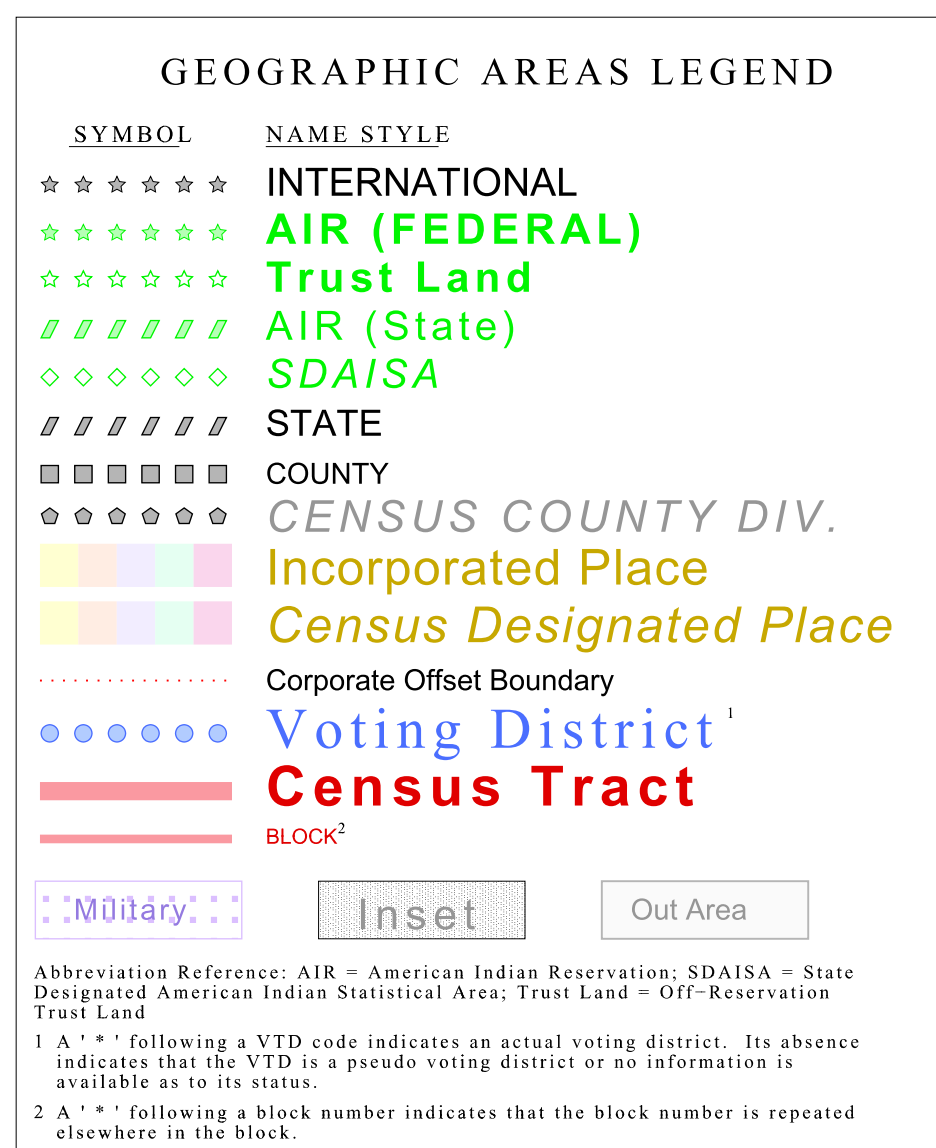 GEOGRAPHIC AREAS LEGEND
SYMBOL NAME STYLE
INTERNATIONAL
AIR (FEDERAL)
Trust Land
AIR (State)
SDAISA
STATE
COUNTY
CENSUS COUNTY DIV.
Incorporated Place
Census Designated Place
Corporate Offset Boundary
Voting District 1
Census Tract
BLOCK2
Military Inset Out Area
Abbreviation Reference: AIR = American Indian Reservation; SDAISA = State
Designated American Indian Statistical Area; Trust Land = Off−Reservation
Trust Land
1 A ' * ' following a VTD code indicates an actual voting district. Its absence
indicates that the VTD is a pseudo voting district or no information is
available as to its status.
2 A ' * ' following a block number indicates that the block number is repeated
elsewhere in the block.